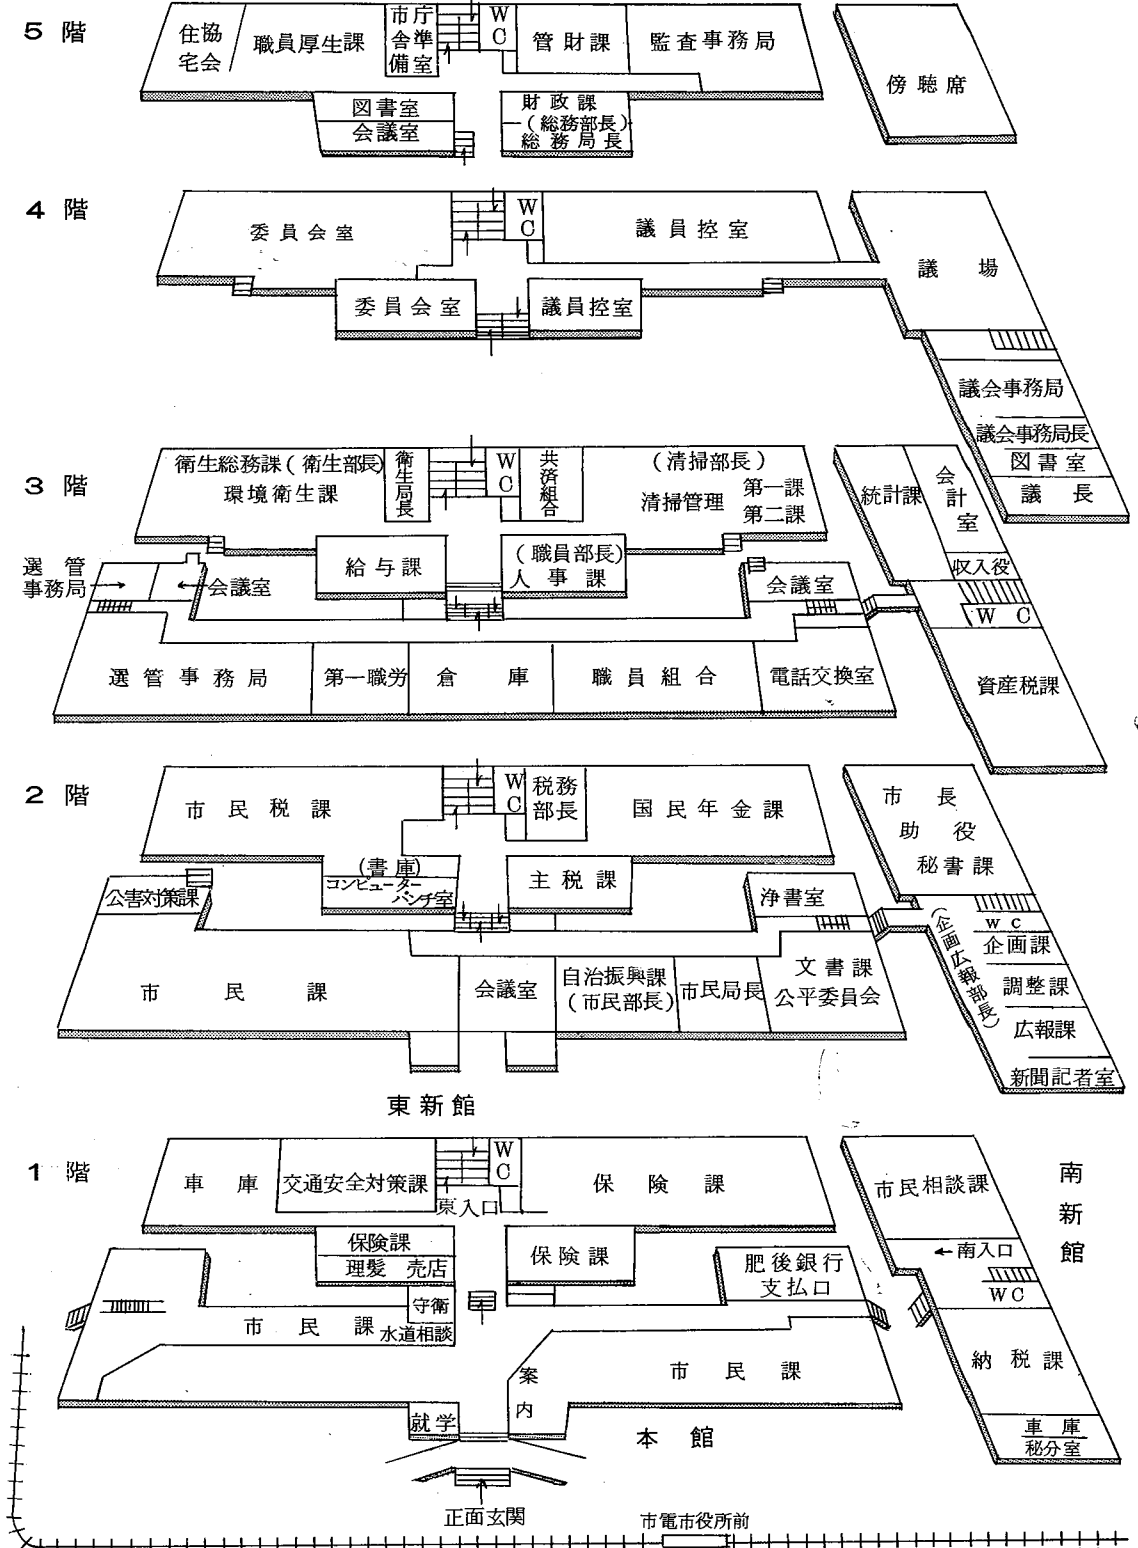 5 階
住宅協会
職員厚生課
市庁舎準備室
WC
管財課
監査事務局
傍聴席
図書室
会議室
財政課
(総務部長)
総務局長
4 階
委員会室
WC
議員控室
議場
委員会室
議員控室
議会事務局
議会事務局長
図書室
議長
3 階
衛生総務課(衛生部長)
環境衛生課
衛生局長
WC
共済組合
(清掃部長)
清掃管理 第一課
第二課
統計課
会計室
収入役
WC
資産税課
選管
事務局
会議室
給与課
(職員部長)
人事課
会議室
選管事務局
第一職労
倉庫
職員組合
電話交換室
2 階
市民税課
WC
税務
部長
国民年金課
市長
助役
秘書課
公害対策課
(書庫)
コンピューター・
パンチ室
主税課
浄書室
(企画広報部長)
WC
企画課
調整課
広報課
新聞記者室
市民課
会議室
自治振興課
(市民部長)
市民局長
文書課
公平委員会
東新館
1 階
車庫
交通安全対策課
WC
東入口
保険課
市民相談課
南新館
←南入口
WC
保険課
理髪 売店
保険課
肥後銀行
支払口
守衛
市民課
水道相談
案内
市民課
納税課
就学
本館
車庫
秘分室
正面玄関
市電市役所前